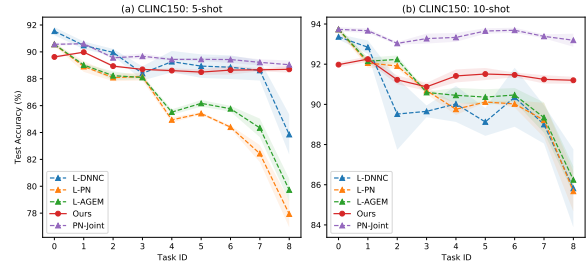 (a) CLINC150: 5-shot
92
90
88
86
84
82
80
78
Test Accuracy (%)
L-DNNC
L-PN
L-AGEM
Ours
PN-Joint
0 1 2 3 4 5 6 7 8
Task ID
(b) CLINC150: 10-shot
94
92
90
88
86
84
L-DNNC
L-PN
L-AGEM
Ours
PN-Joint
0 1 2 3 4 5 6 7 8
Task ID